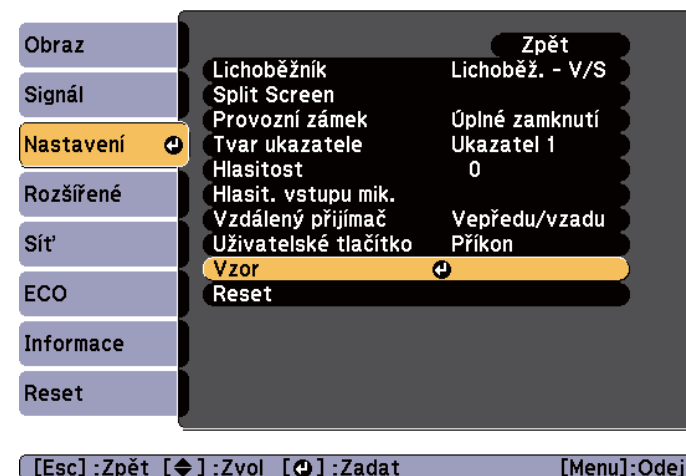 Obraz
Signál
Nastavení
Rozšířené
Síť
ECO
Informace
Reset
Zpět
Lichoběžník Lichoběž. - V/S
Split Screen
Provozní zámek Úplné zamknutí
Tvar ukazatele Ukazatel 1
Hlasitost 0
Hlasit. vstupu mik.
Vzdálený přijímač Vepředu/vzadu
Uživatelské tlačítko Příkon
Vzor
Reset
[Esc] :Zpět [◆] :Zvol [⏎] :Zadat [Menu]:Odej